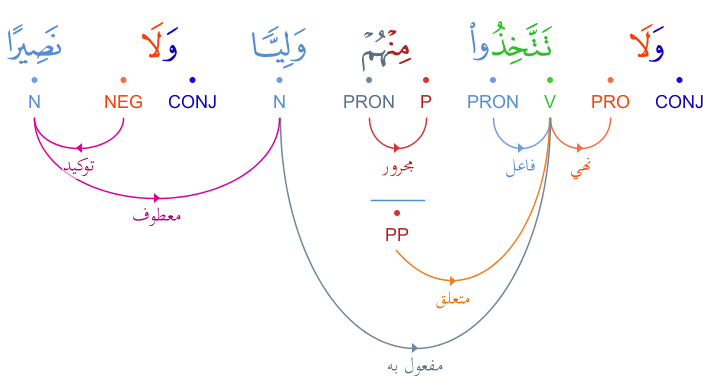 وَلَا تَتَّخِذُوا۟ مِنْهُمْ وَلِيًّا وَلَا نَصِيرًا
CONJ PRO V PRON P PRON N CONJ NEG N
نهي فاعل مجرور توكيد
معطوف
PP
متعلق
مفعول به